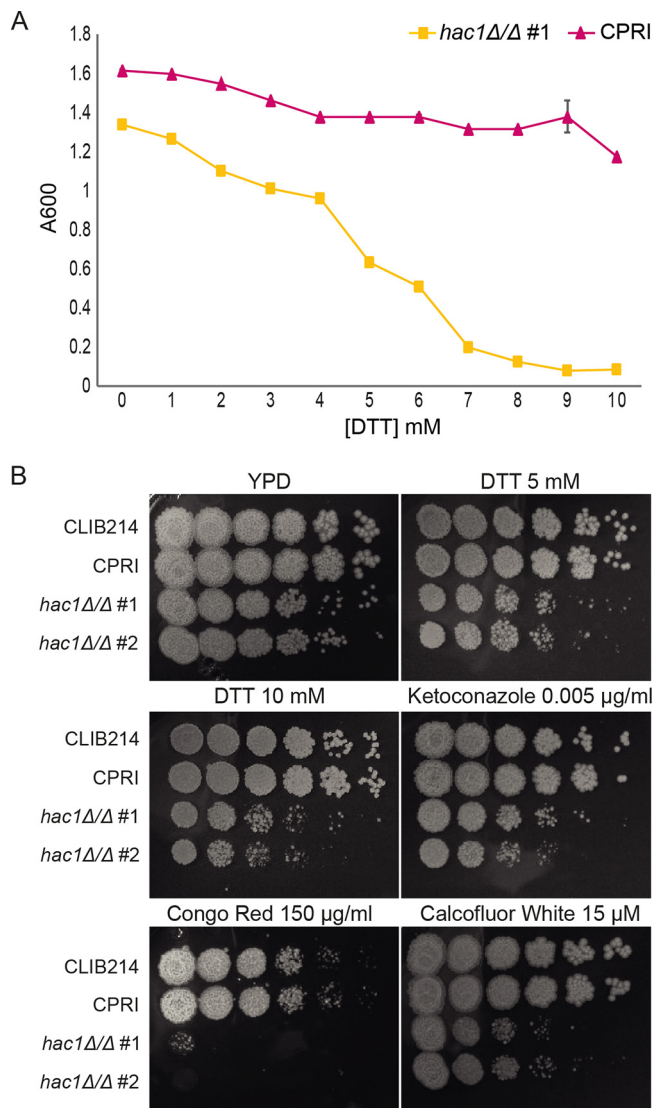 A
hac1Δ/Δ #1 CPRI
1.8
1.6
1.4
1.2
1
0.8
0.6
0.4
0.2
0
A600
0 1 2 3 4 5 6 7 8 9 10
[DTT] mM
B
YPD DTT 5 mM
CLIB214
CPRI
hac1Δ/Δ #1
hac1Δ/Δ #2
DTT 10 mM Ketoconazole 0.005 µg/ml
CLIB214
CPRI
hac1Δ/Δ #1
hac1Δ/Δ #2
Congo Red 150 µg/ml Calcofluor White 15 µM
CLIB214
CPRI
hac1Δ/Δ #1
hac1Δ/Δ #2